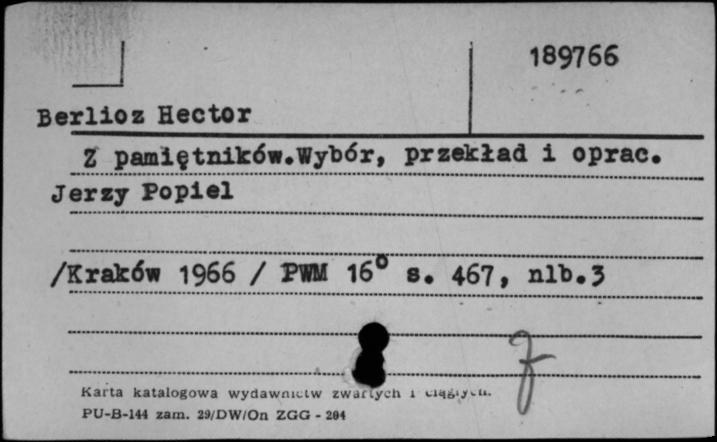 189766
Berlioz Hector
Z pamiętników.Wybór, przekład i oprac.
Jerzy Popiel
/Kraków 1966 / PWM 16° s. 467, nlb.3
Karta katalogowa wydawnictw zwartych i ciągłych.
PU-B-144 zam. 29/DW/On ZGG - 204